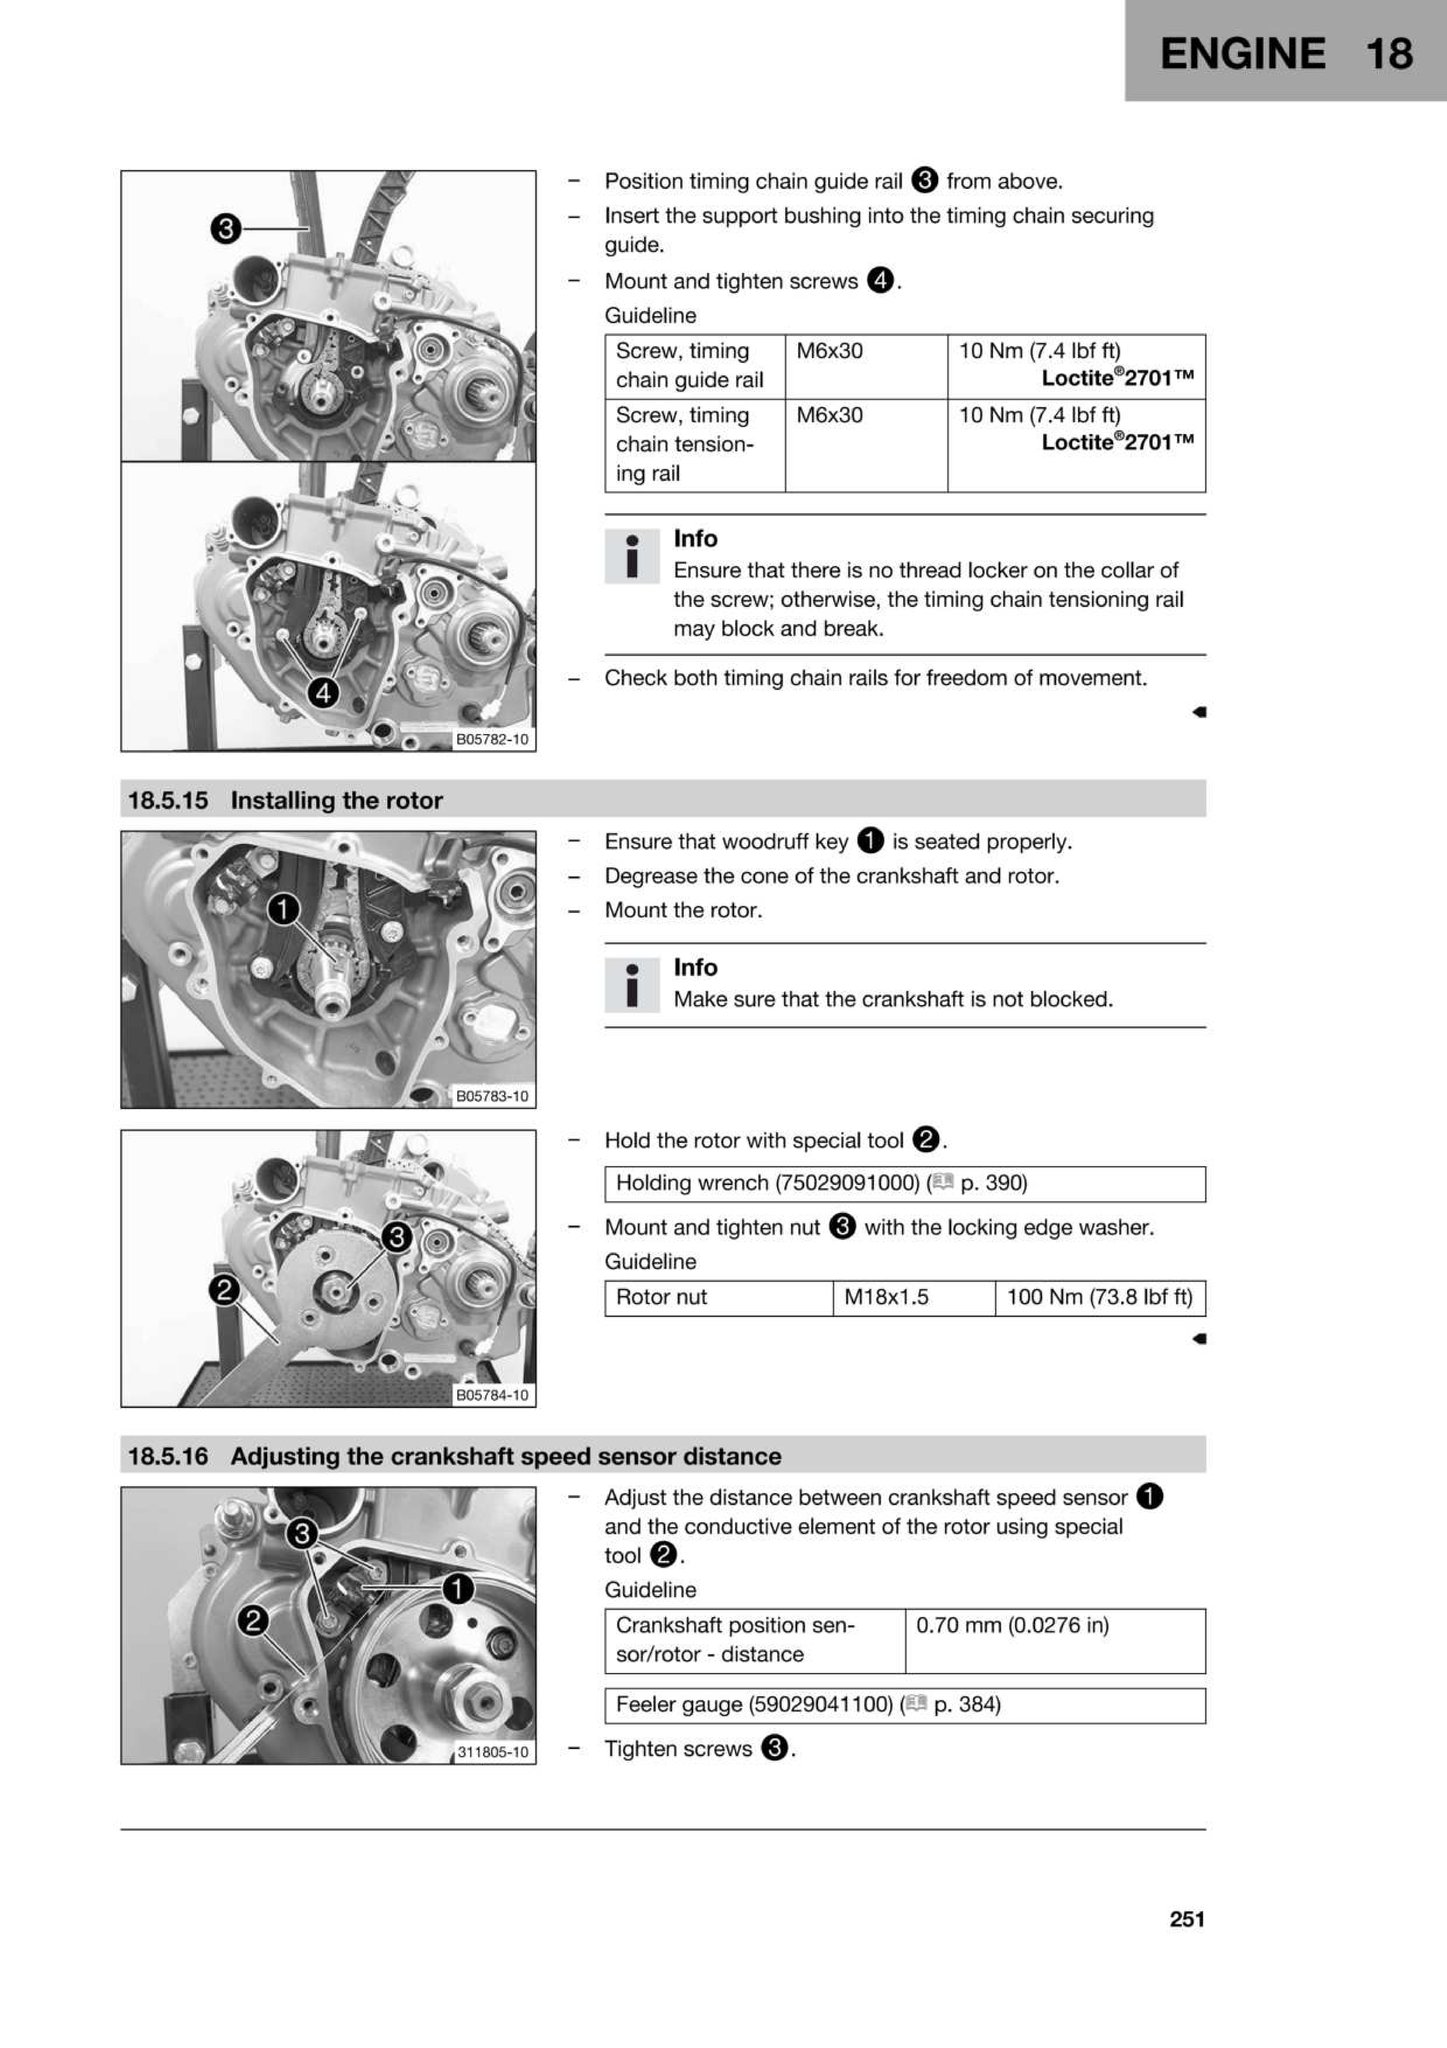 ENGINE 18
3
– Position timing chain guide rail 3 from above.
– Insert the support bushing into the timing chain securing
guide.
– Mount and tighten screws 4.
Guideline
Screw, timing chain guide rail M6x30 10 Nm (7.4 lbf ft)
Loctite®2701™
Screw, timing chain tension-
ing rail M6x30 10 Nm (7.4 lbf ft)
Loctite®2701™
4
B05782-10
i Info
Ensure that there is no thread locker on the collar of
the screw; otherwise, the timing chain tensioning rail
may block and break.
– Check both timing chain rails for freedom of movement.
18.5.15 Installing the rotor
1
B05783-10
– Ensure that woodruff key 1 is seated properly.
– Degrease the cone of the crankshaft and rotor.
– Mount the rotor.
i Info
Make sure that the crankshaft is not blocked.
3
2
B05784-10
– Hold the rotor with special tool 2.
Holding wrench (75029091000) (p. 390)
– Mount and tighten nut 3 with the locking edge washer.
Guideline
Rotor nut M18x1.5 100 Nm (73.8 lbf ft)
18.5.16 Adjusting the crankshaft speed sensor distance
3
1
2
311805-10
– Adjust the distance between crankshaft speed sensor 1
and the conductive element of the rotor using special
tool 2.
Guideline
Crankshaft position sen-
sor/rotor - distance 0.70 mm (0.0276 in)
Feeler gauge (59029041100) (p. 384)
– Tighten screws 3.
251